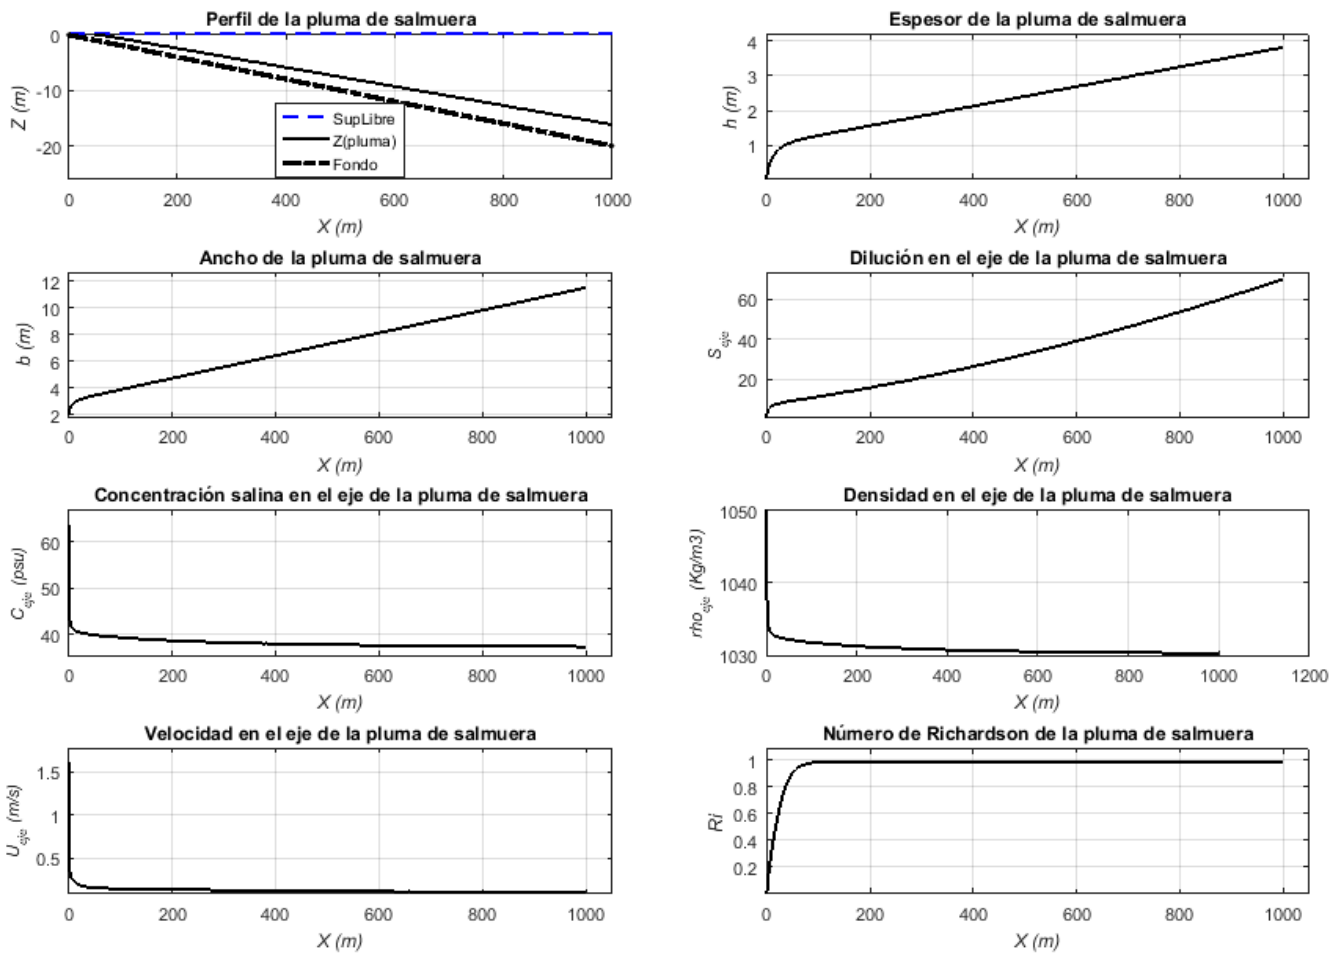 Perfil de la pluma de salmuera
Z (m)
0
-10
-20
SupLibre
Z(pluma)
Fondo
0 200 400 600 800 1000
X (m)
Espesor de la pluma de salmuera
h (m)
4
3
2
1
0 200 400 600 800 1000
X (m)
Ancho de la pluma de salmuera
b (m)
12
10
8
6
4
2
0 200 400 600 800 1000
X (m)
Dilución en el eje de la pluma de salmuera
S_eje
60
40
20
0 200 400 600 800 1000
X (m)
Concentración salina en el eje de la pluma de salmuera
C_eje (psu)
60
50
40
0 200 400 600 800 1000
X (m)
Densidad en el eje de la pluma de salmuera
rho_eje (Kg/m3)
1050
1040
1030
0 200 400 600 800 1000 1200
X (m)
Velocidad en el eje de la pluma de salmuera
U_eje (m/s)
1.5
1
0.5
0 200 400 600 800 1000
X (m)
Número de Richardson de la pluma de salmuera
Ri
1
0.8
0.6
0.4
0.2
0 200 400 600 800 1000
X (m)